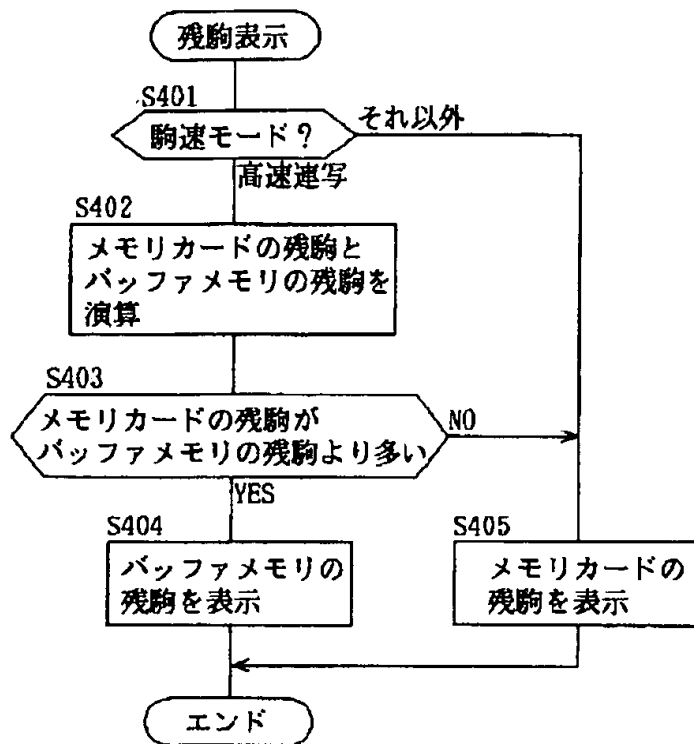 残駒表示
S401
駒速モード?
それ以外
高速連写
S402
メモリカードの残駒と
バッファメモリの残駒を
演算
S403
メモリカードの残駒が
バッファメモリの残駒より多い
NO
YES
S404
バッファメモリの
残駒を表示
S405
メモリカードの
残駒を表示
エンド